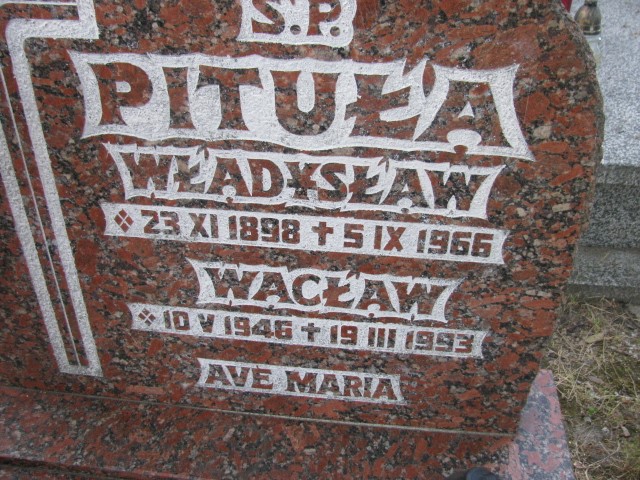 Ś.P.
PITUŁA
WŁADYSŁAW
23 XI 1898 + 5 IX 1966
WACŁAW
10 V 1946 + 19 III 1993
AVE MARIA